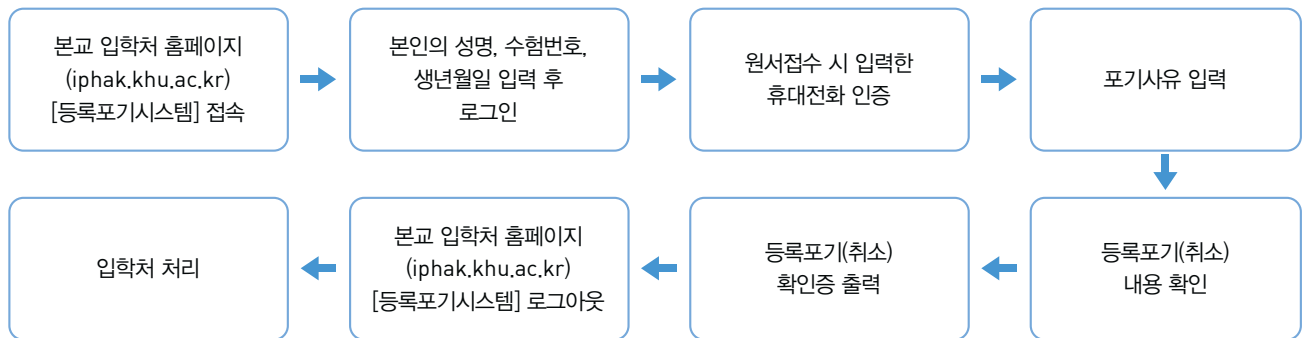 본교 입학처 홈페이지
(iphak.khu.ac.kr)
[등록포기시스템] 접속
본인의 성명, 수험번호,
생년월일 입력 후
로그인
원서접수 시 입력한
휴대전화 인증
포기사유 입력
등록포기(취소)
내용 확인
등록포기(취소)
확인증 출력
본교 입학처 홈페이지
(iphak.khu.ac.kr)
[등록포기시스템] 로그아웃
입학처 처리